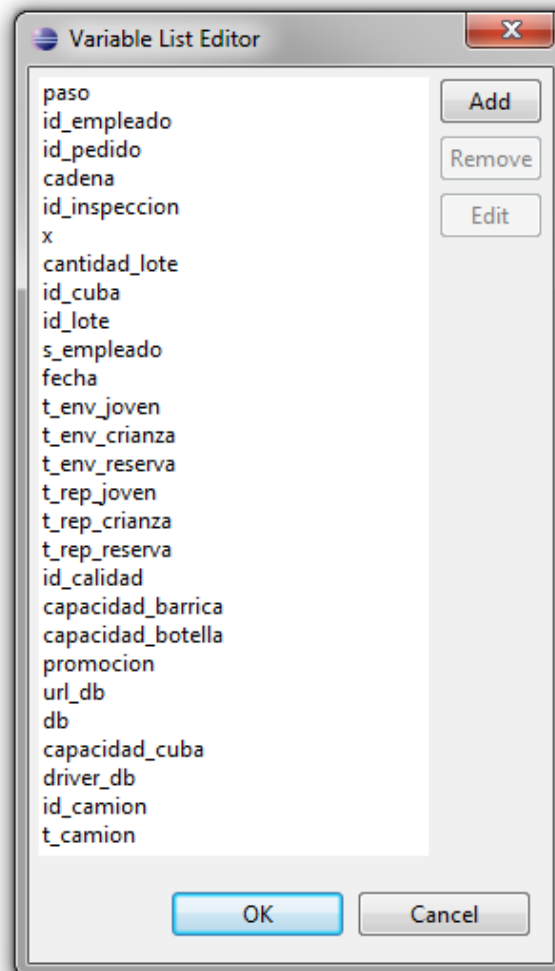 Variable List Editor
paso
id_empleado
id_pedido
cadena
id_inspeccion
x
cantidad_lote
id_cuba
id_lote
s_empleado
fecha
t_env_joven
t_env_crianza
t_env_reserva
t_rep_joven
t_rep_crianza
t_rep_reserva
id_calidad
capacidad_barrica
capacidad_botella
promocion
url_db
db
capacidad_cuba
driver_db
id_camion
t_camion
Add
Remove
Edit
OK
Cancel